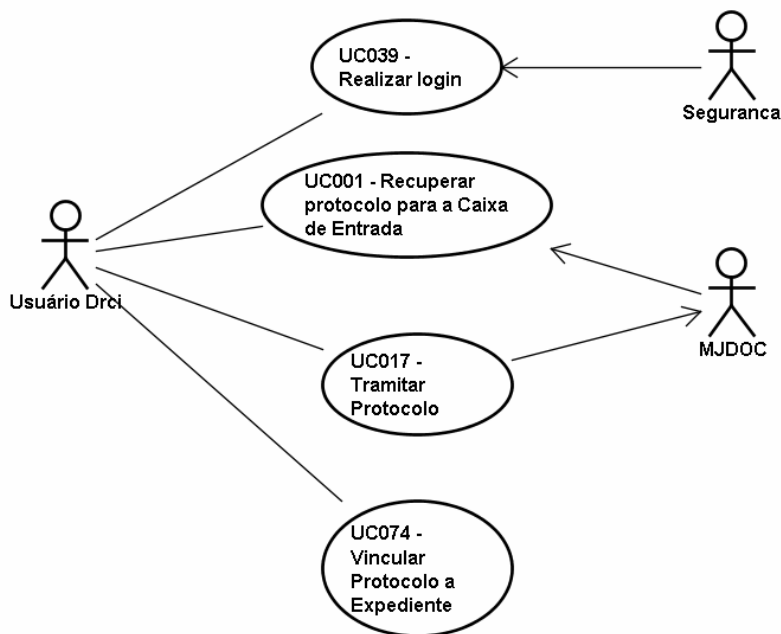 UC039 -
Realizar login
Seguranca
UC001 - Recuperar
protocolo para a Caixa
de Entrada
Usuário Drci
MJDOC
UC017 -
Tramitar
Protocolo
UC074 -
Vincular
Protocolo a
Expediente